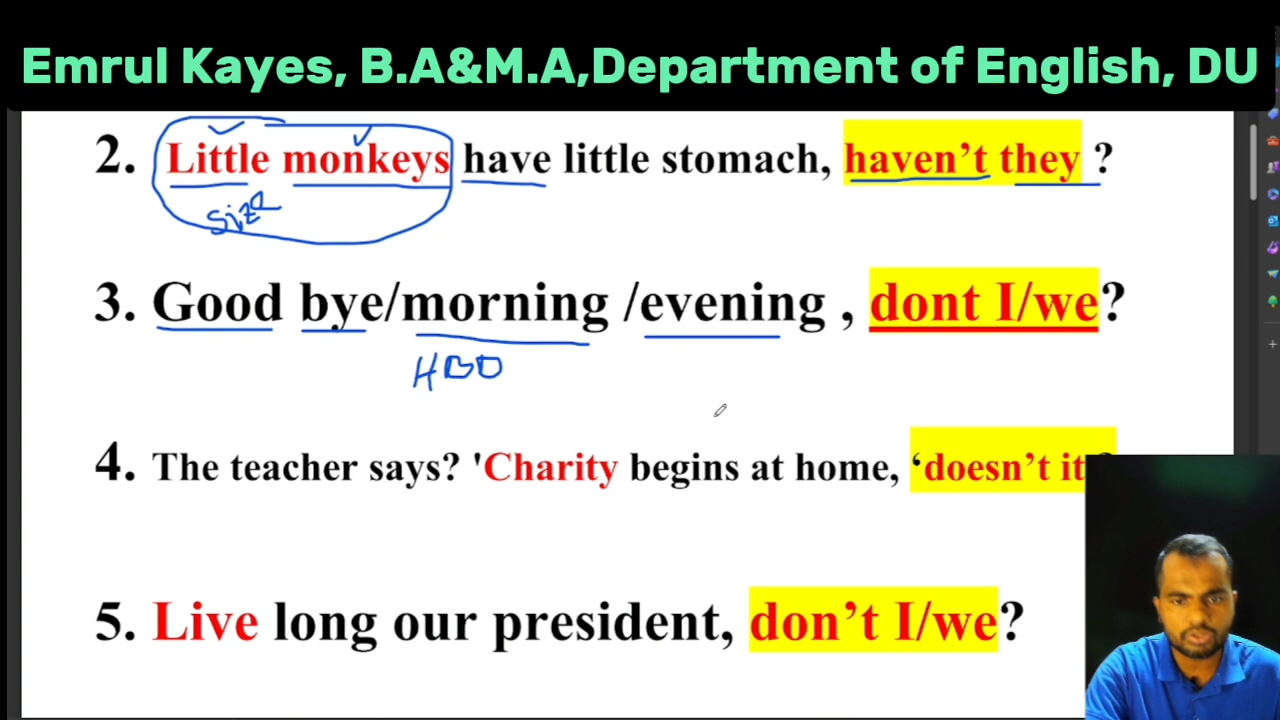 Emrul Kayes, B.A&M.A,Department of English, DU
2. Little monkeys have little stomach, haven’t they ?
size
3. Good bye/morning /evening , dont I/we?
HBD
4. The teacher says? 'Charity begins at home, ‘doesn’t it
5. Live long our president, don’t I/we?